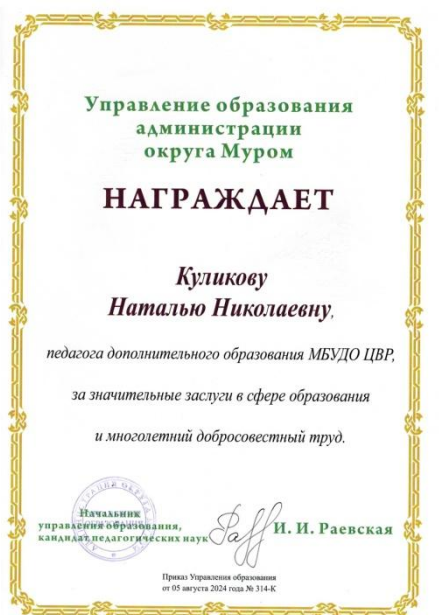 Управление образования
администрации
округа Муром
НАГРАЖДАЕТ
Куликову
Наталью Николаевну,
педагога дополнительного образования МБУДО ЦВР,
за значительные заслуги в сфере образования
и многолетний добросовестный труд.
Начальник
управления образования,
кандидат педагогических наук
И. И. Раевская
Приказ Управления образования
от 05 августа 2024 года № 314-К